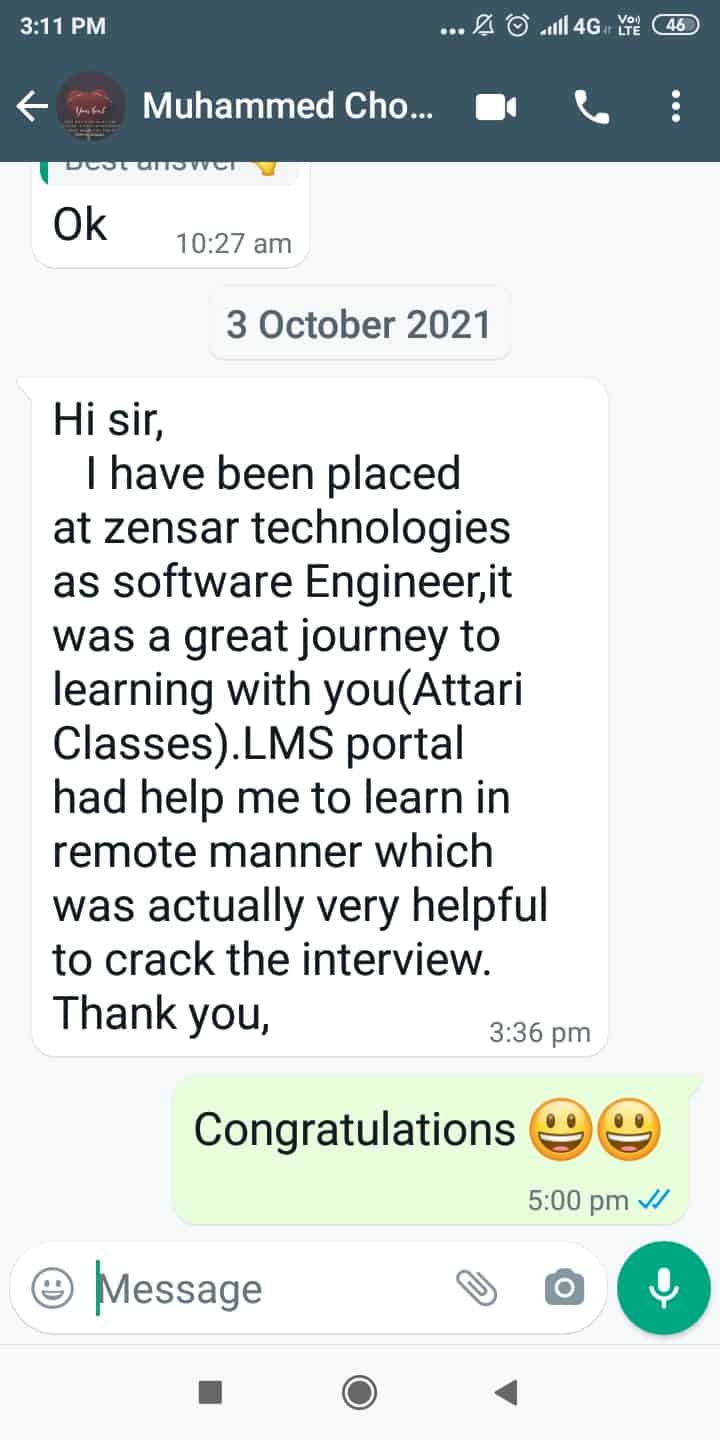 3:11 PM
... 4G Vo) LTE 46
Muhammed Cho...
Best answer 👇
Ok
10:27 am
3 October 2021
Hi sir,
I have been placed
at zensar technologies
as software Engineer,it
was a great journey to
learning with you(Attari
Classes).LMS portal
had help me to learn in
remote manner which
was actually very helpful
to crack the interview.
Thank you,
3:36 pm
Congratulations 😃😃
5:00 pm
Message